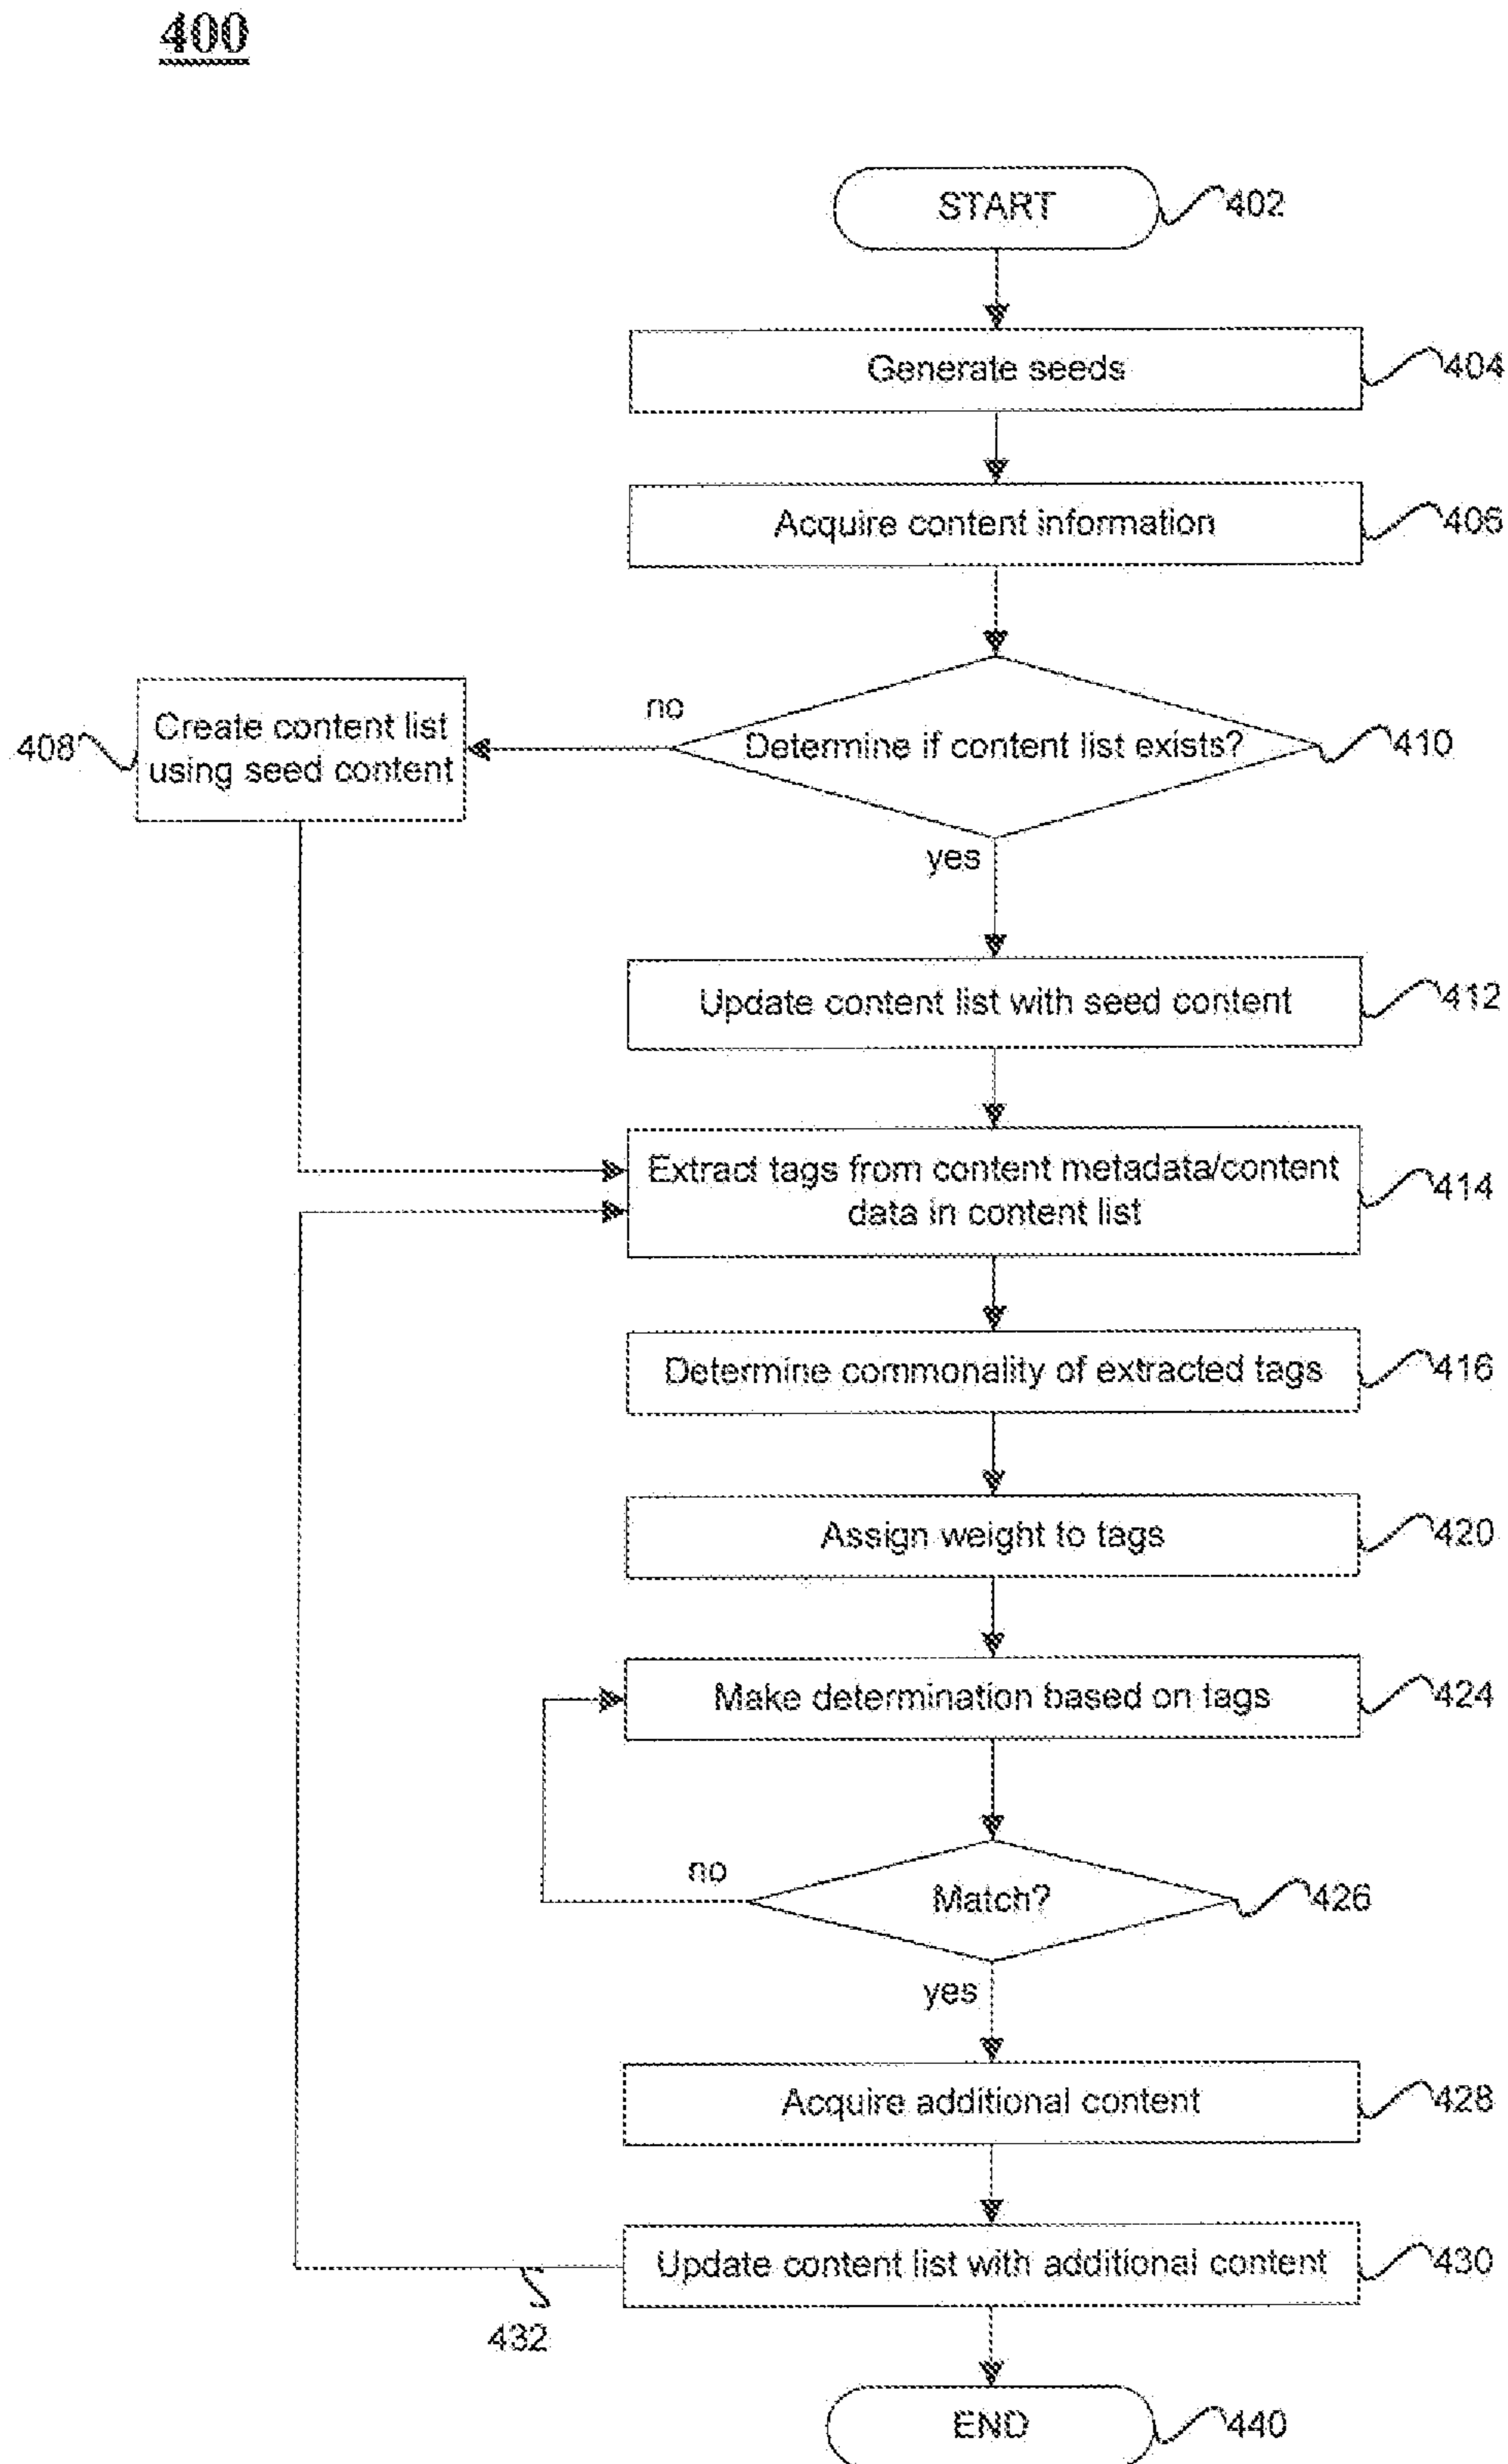 400
START
402
Generate seeds
404
Acquire content information
406
no
Determine if content list exists?
410
408
Create content list
using seed content
yes
Update content list with seed content
412
Extract tags from content metadata/content
data in content list
414
Determine commonality of extracted tags
416
Assign weight to tags
420
Make determination based on tags
424
no
Match?
426
yes
Acquire additional content
428
Update content list with additional content
430
432
END
440